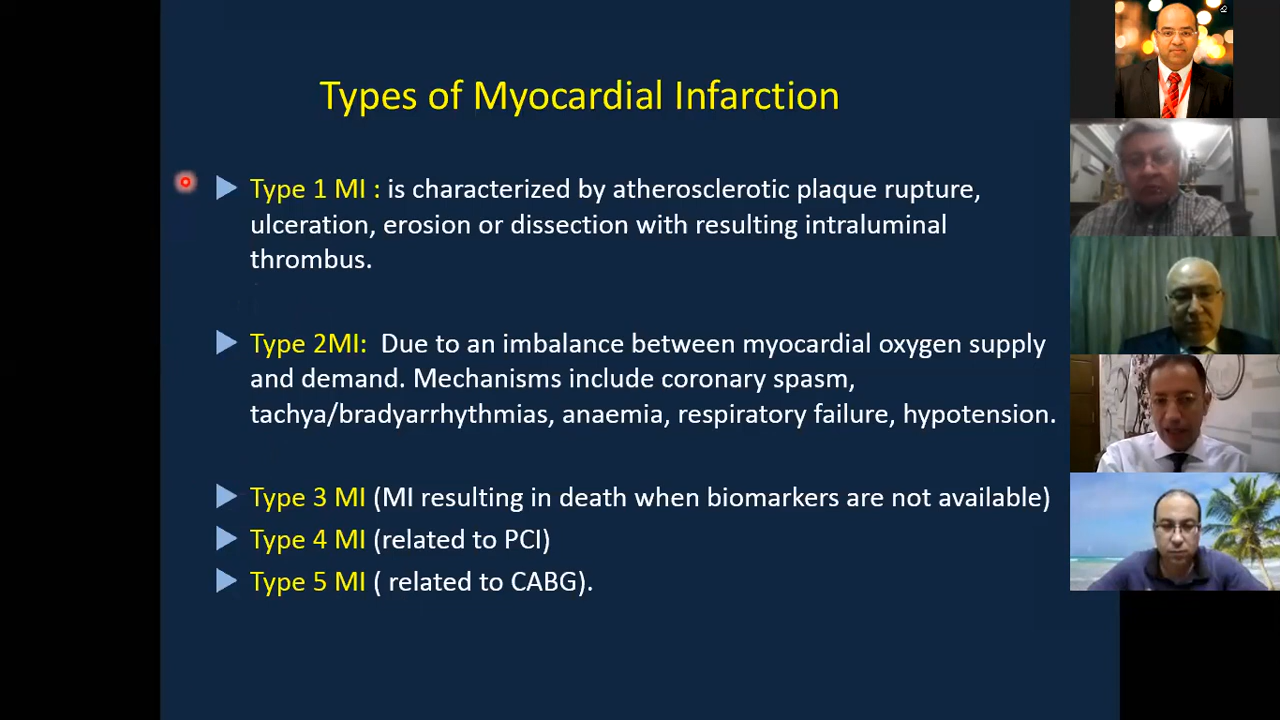 Types of Myocardial Infarction
Type 1 MI : is characterized by atherosclerotic plaque rupture,
ulceration, erosion or dissection with resulting intraluminal
thrombus.
Type 2MI:  Due to an imbalance between myocardial oxygen supply
and demand. Mechanisms include coronary spasm,
tachya/bradyarrhythmias, anaemia, respiratory failure, hypotension.
Type 3 MI (MI resulting in death when biomarkers are not available)
Type 4 MI (related to PCI)
Type 5 MI ( related to CABG).